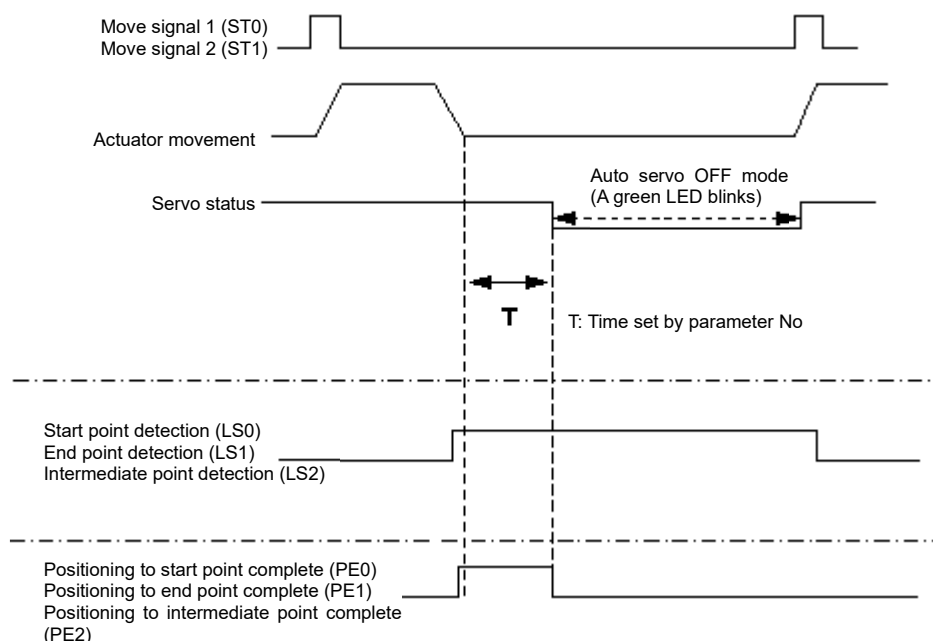 Move signal 1 (ST0)
Move signal 2 (ST1)
Actuator movement
Auto servo OFF mode
(A green LED blinks)
Servo status
T
T: Time set by parameter No
Start point detection (LS0)
End point detection (LS1)
Intermediate point detection (LS2)
Positioning to start point complete (PE0)
Positioning to end point complete (PE1)
Positioning to intermediate point complete
(PE2)